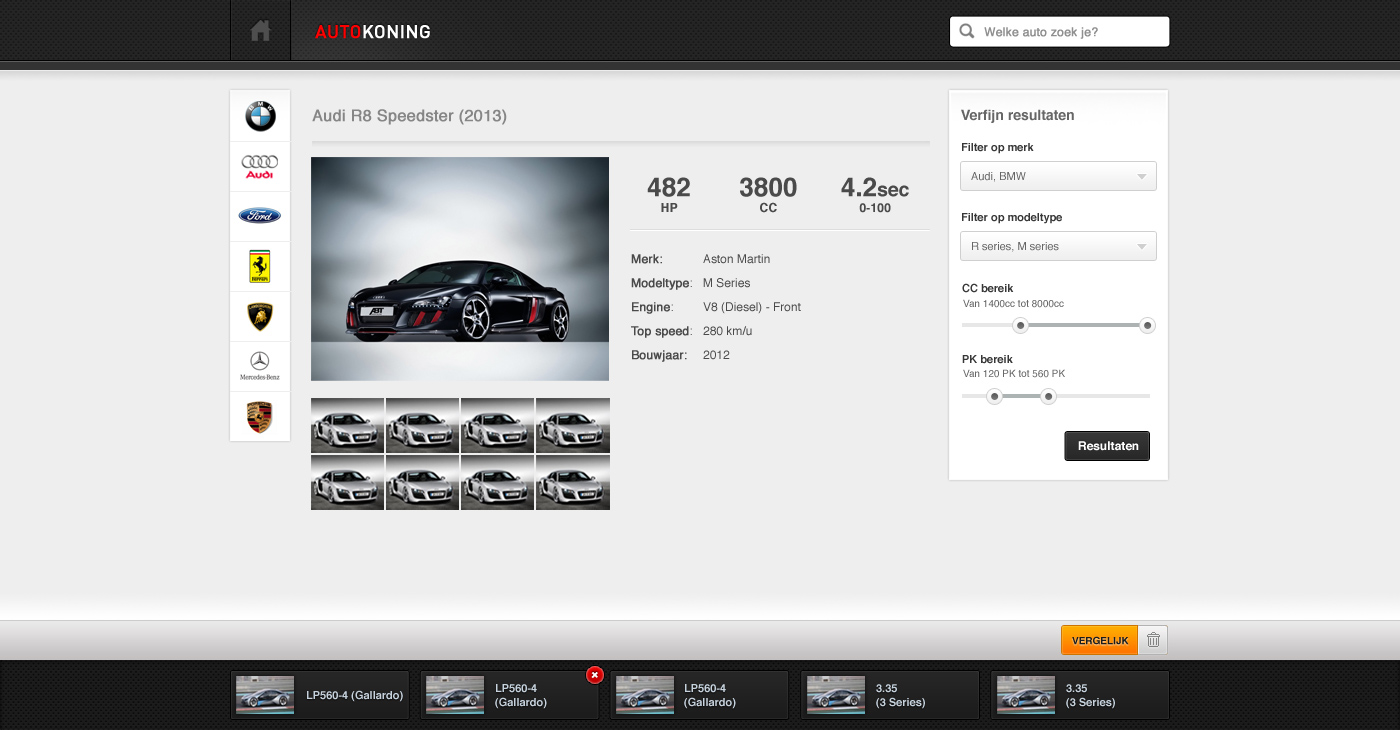 AUTOKONING
Welke auto zoek je?
BMW
Audi
Ford
Ferrari
Mercedes-Benz
Audi R8 Speedster (2013)
ABT
482
HP
3800
CC
4.2sec
0-100
Merk: Aston Martin
Modeltype: M Series
Engine: V8 (Diesel) - Front
Top speed: 280 km/u
Bouwjaar: 2012
Verfijn resultaten
Filter op merk
Audi, BMW
Filter op modeltype
R series, M series
CC bereik
Van 1400cc tot 8000cc
PK bereik
Van 120 PK tot 560 PK
Resultaten
VERGELIJK
LP560-4 (Gallardo)
LP560-4
(Gallardo)
LP560-4
(Gallardo)
3.35
(3 Series)
3.35
(3 Series)